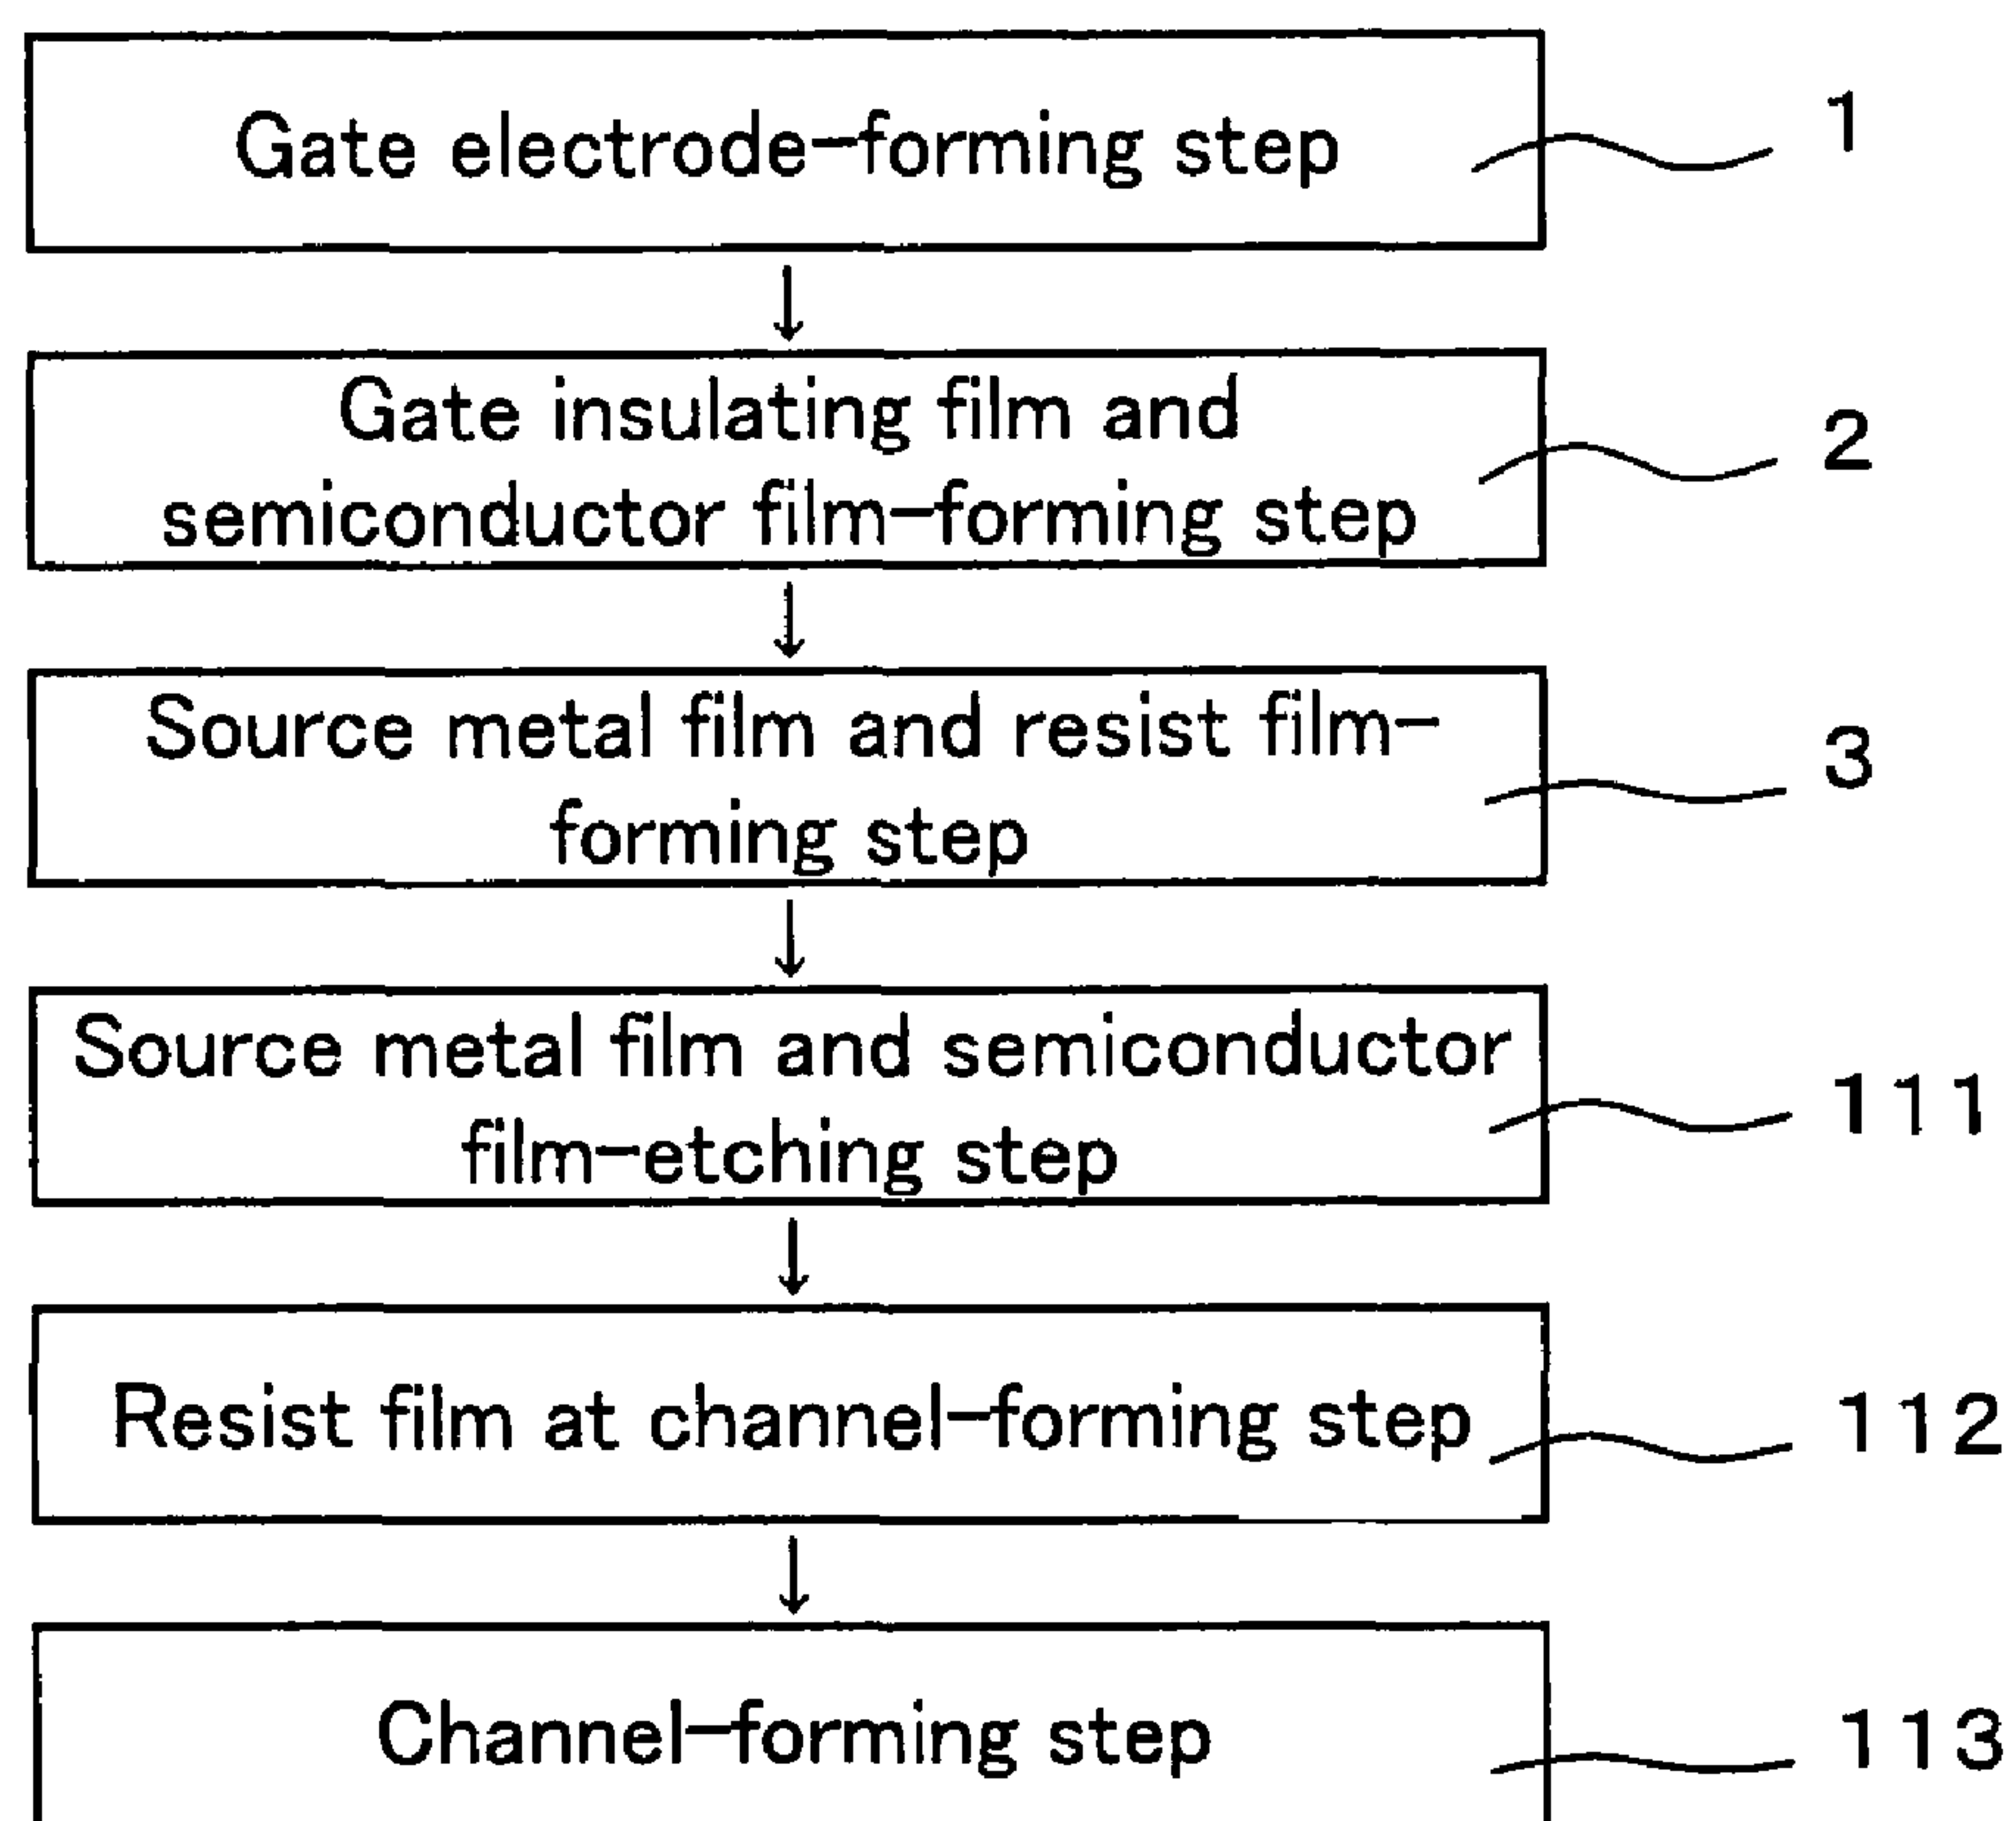 Gate electrode-forming step
1
Gate insulating film and
semiconductor film-forming step
2
Source metal film and resist film-
forming step
3
Source metal film and semiconductor
film-etching step
111
Resist film at channel-forming step
112
Channel-forming step
113